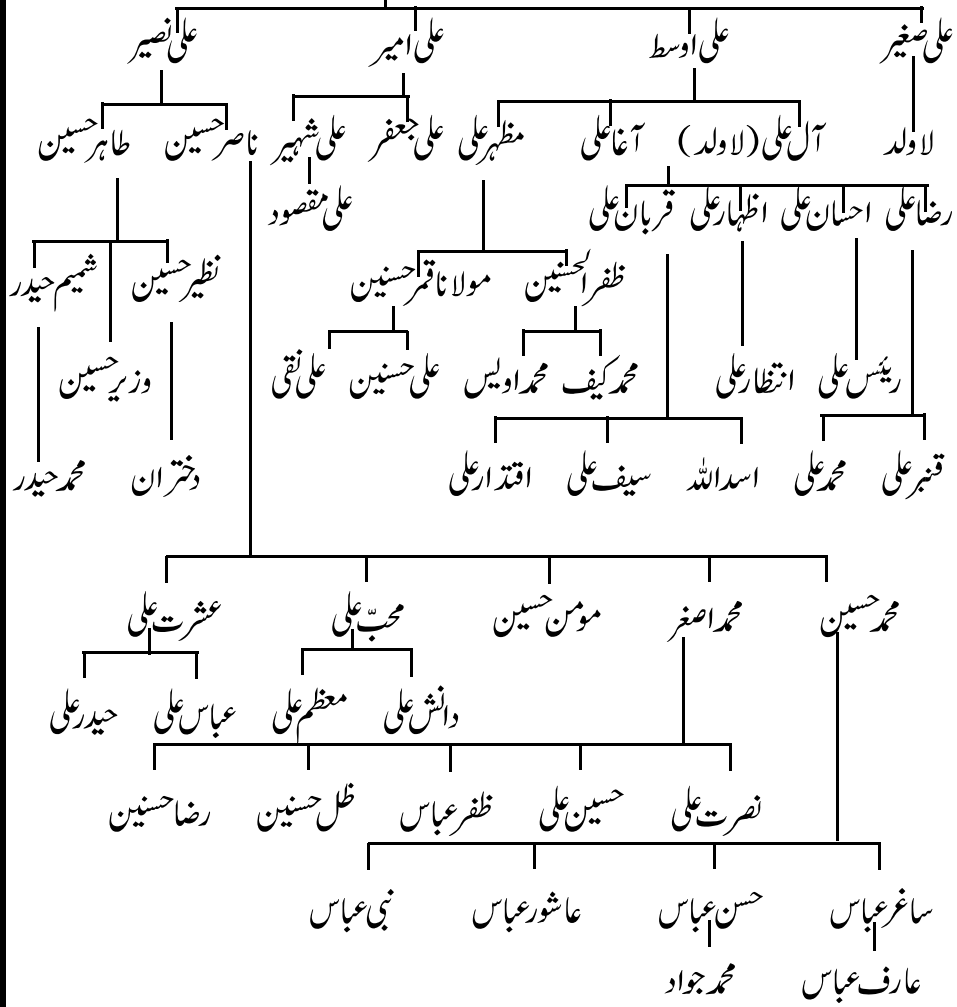 علی صغیر علی اوسط علی امیر علی نصیر
لاولد آل علی (لاولد) آغا علی مظہر علی علی جعفر علی شہیر ناصر حسین طاہر حسین
رضا علی احسان علی اظہار علی قربان علی علی مقصود
ظفر الحسنین مولانا قمر حسنین نظیر حسین شمیم حیدر
رئیس علی انتظار علی محمد کیف محمد اویس علی حسنین علی نقی وزیر حسین
قنبر علی محمد علی اسد اللہ سیف علی اقتدار علی دختران محمد حیدر
محمد حسین محمد اصغر مومن حسین محبّ علی عشرت علی
دانش علی معظم علی عباس علی حیدر علی
نصرت علی حسین علی ظفر عباس ظل حسنین رضا حسنین
ساغر عباس حسن عباس عاشور عباس نبی عباس
عارف عباس محمد جواد